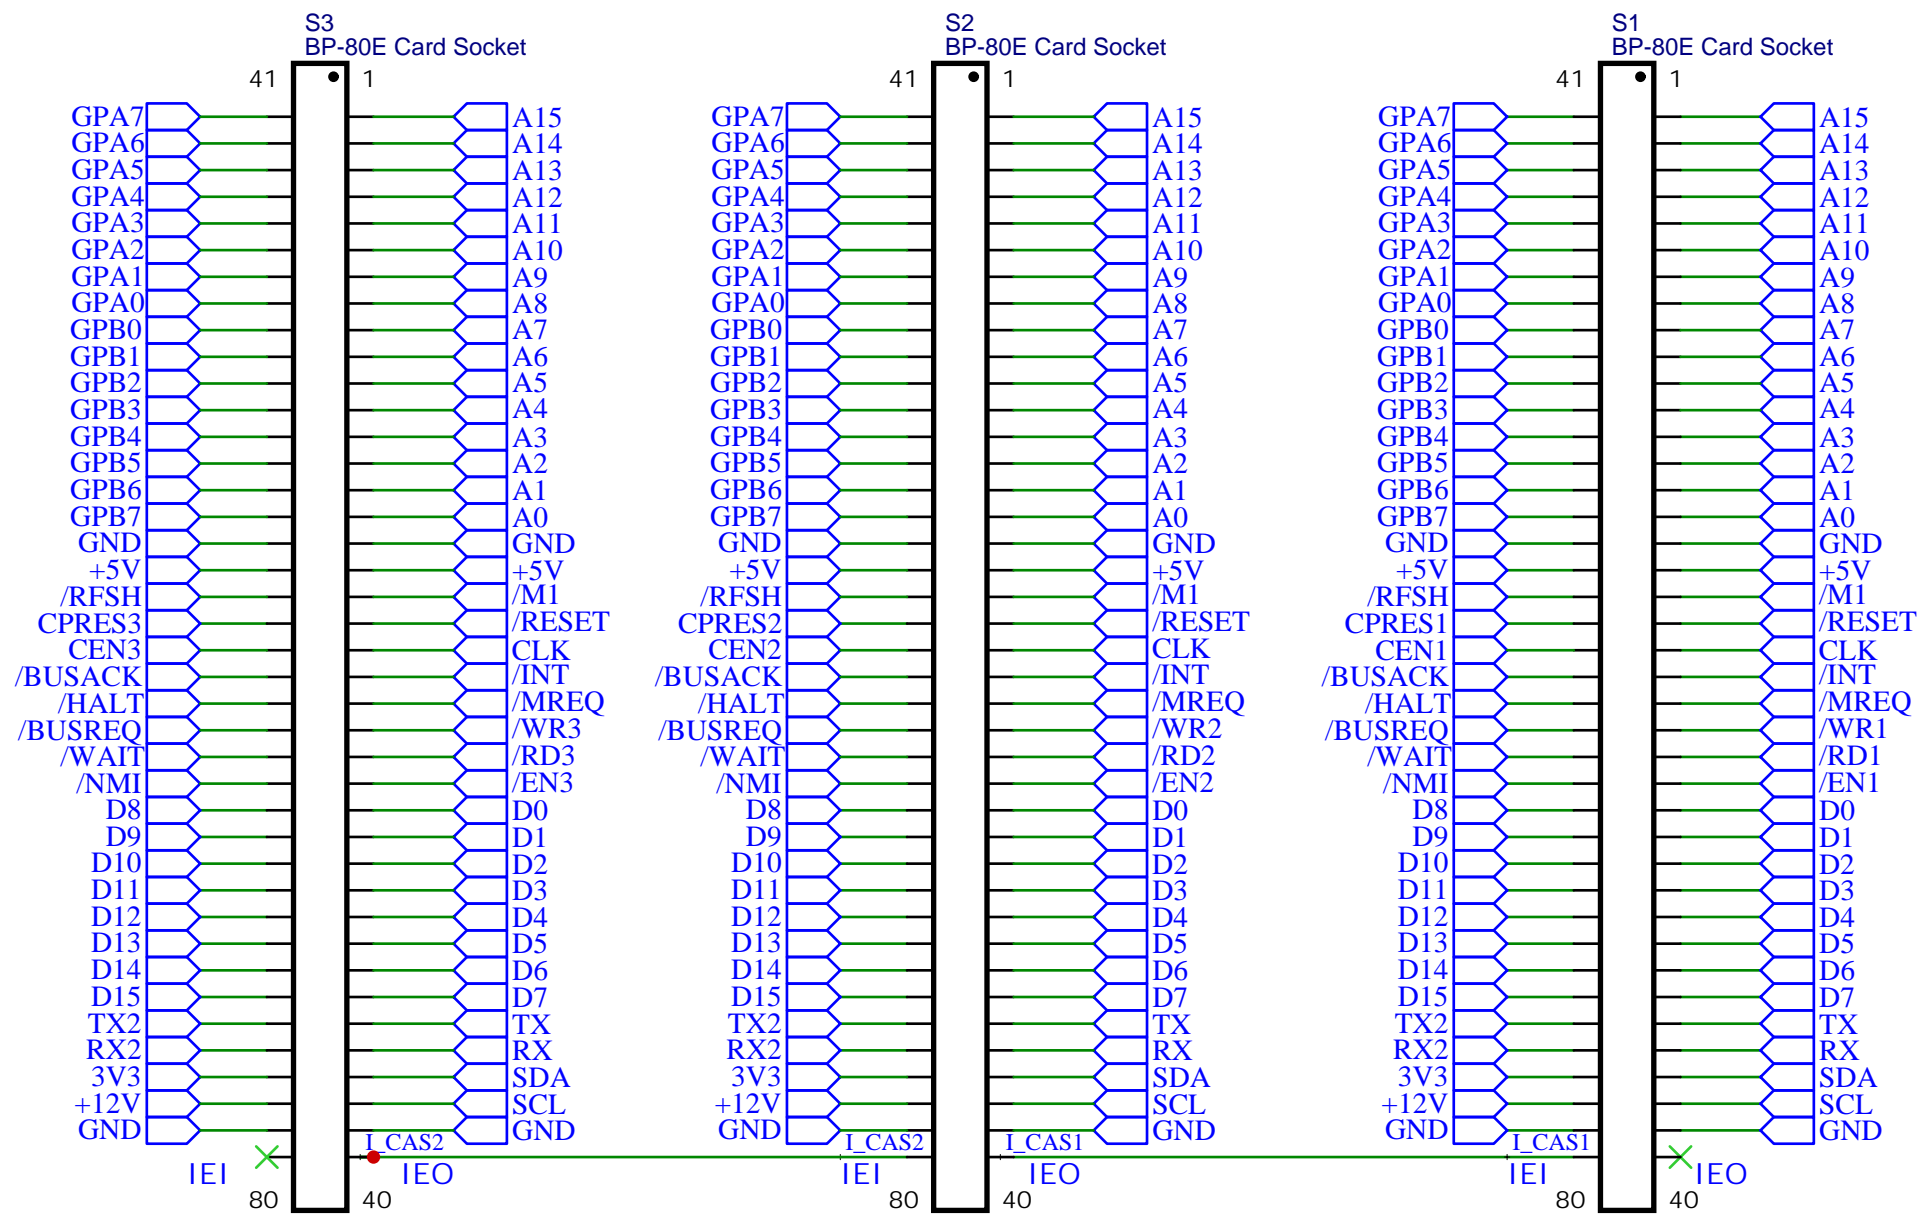 S3
BP-80E Card Socket
41 1
GPA7 A15
GPA6 A14
GPA5 A13
GPA4 A12
GPA3 A11
GPA2 A10
GPA1 A9
GPA0 A8
GPB0 A7
GPB1 A6
GPB2 A5
GPB3 A4
GPB4 A3
GPB5 A2
GPB6 A1
GPB7 A0
GND GND
+5V +5V
/RFSH /M1
CPRES3 /RESET
CEN3 CLK
/BUSACK /INT
/HALT /MREQ
/BUSREQ /WR3
/WAIT /RD3
/NMI /EN3
D8 D0
D9 D1
D10 D2
D11 D3
D12 D4
D13 D5
D14 D6
D15 D7
TX2 TX
RX2 RX
3V3 SDA
+12V SCL
GND GND
I_CAS2
IEI IEO
80 40
S2
BP-80E Card Socket
41 1
GPA7 A15
GPA6 A14
GPA5 A13
GPA4 A12
GPA3 A11
GPA2 A10
GPA1 A9
GPA0 A8
GPB0 A7
GPB1 A6
GPB2 A5
GPB3 A4
GPB4 A3
GPB5 A2
GPB6 A1
GPB7 A0
GND GND
+5V +5V
/RFSH /M1
CPRES2 /RESET
CEN2 CLK
/BUSACK /INT
/HALT /MREQ
/BUSREQ /WR2
/WAIT /RD2
/NMI /EN2
D8 D0
D9 D1
D10 D2
D11 D3
D12 D4
D13 D5
D14 D6
D15 D7
TX2 TX
RX2 RX
3V3 SDA
+12V SCL
GND GND
I_CAS2 I_CAS1
IEI IEO
80 40
S1
BP-80E Card Socket
41 1
GPA7 A15
GPA6 A14
GPA5 A13
GPA4 A12
GPA3 A11
GPA2 A10
GPA1 A9
GPA0 A8
GPB0 A7
GPB1 A6
GPB2 A5
GPB3 A4
GPB4 A3
GPB5 A2
GPB6 A1
GPB7 A0
GND GND
+5V +5V
/RFSH /M1
CPRES1 /RESET
CEN1 CLK
/BUSACK /INT
/HALT /MREQ
/BUSREQ /WR1
/WAIT /RD1
/NMI /EN1
D8 D0
D9 D1
D10 D2
D11 D3
D12 D4
D13 D5
D14 D6
D15 D7
TX2 TX
RX2 RX
3V3 SDA
+12V SCL
GND GND
I_CAS1
IEI IEO
80 40